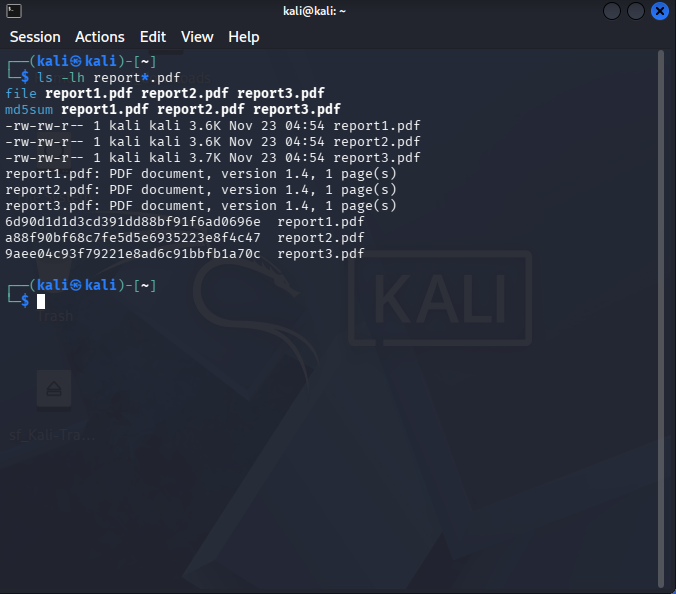 kali@kali: ~
Session Actions Edit View Help
┌──(kali㉿kali)-[~]
└─$ ls -lh report*.pdf
file report1.pdf report2.pdf report3.pdf
md5sum report1.pdf report2.pdf report3.pdf
-rw-rw-r-- 1 kali kali 3.6K Nov 23 04:54 report1.pdf
-rw-rw-r-- 1 kali kali 3.6K Nov 23 04:54 report2.pdf
-rw-rw-r-- 1 kali kali 3.7K Nov 23 04:54 report3.pdf
report1.pdf: PDF document, version 1.4, 1 page(s)
report2.pdf: PDF document, version 1.4, 1 page(s)
report3.pdf: PDF document, version 1.4, 1 page(s)
6d90d1d1d3cd391dd88bf91f6ad0696e  report1.pdf
a88f90bf68c7fe5d5e6935223e8f4c47  report2.pdf
9aee04c93f79221e8ad6c91bbfb1a70c  report3.pdf
┌──(kali㉿kali)-[~]
└─$
KALI
Trash
sf_Kali-Tra...